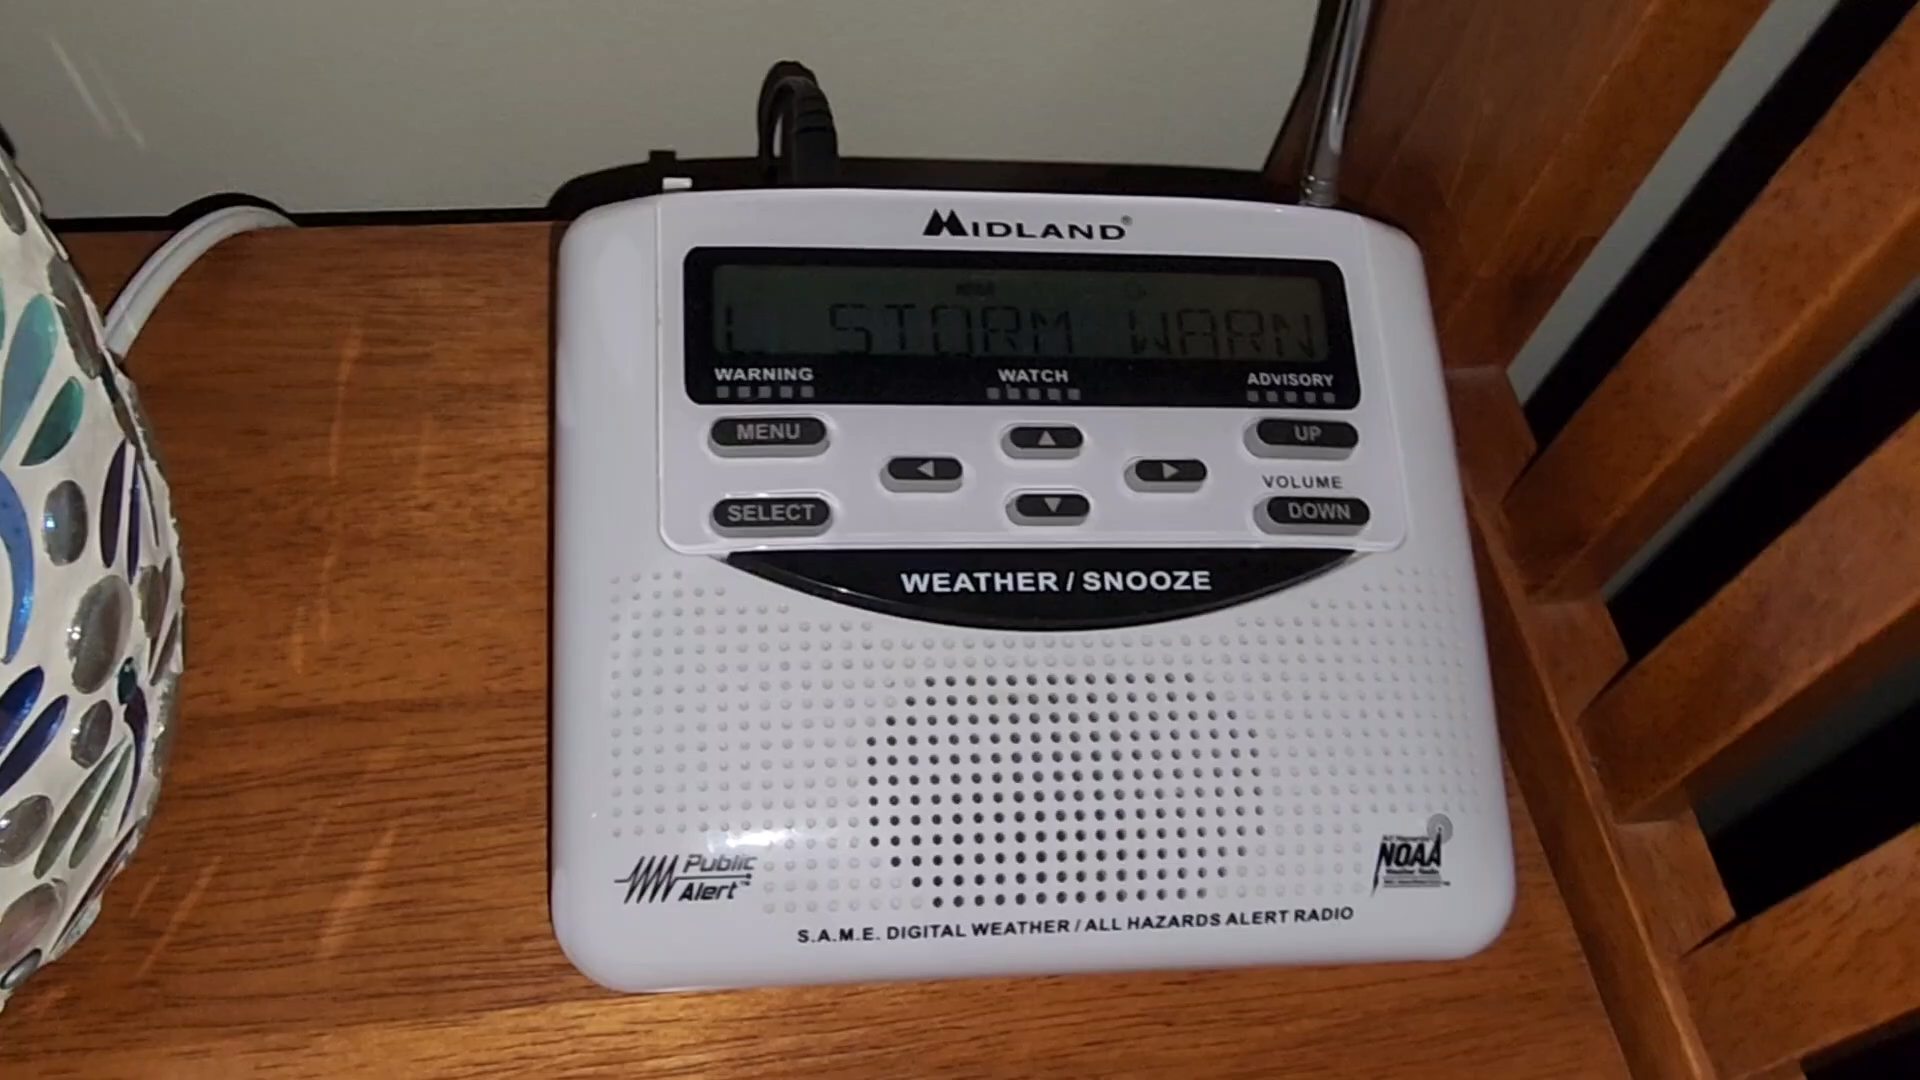 MIDLAND®
L STORM WARN
WARNING WATCH ADVISORY
MENU ▲ UP
◀ ▶ VOLUME
SELECT ▼ DOWN
WEATHER / SNOOZE
Public
Alert™
NOAA
S.A.M.E. DIGITAL WEATHER / ALL HAZARDS ALERT RADIO